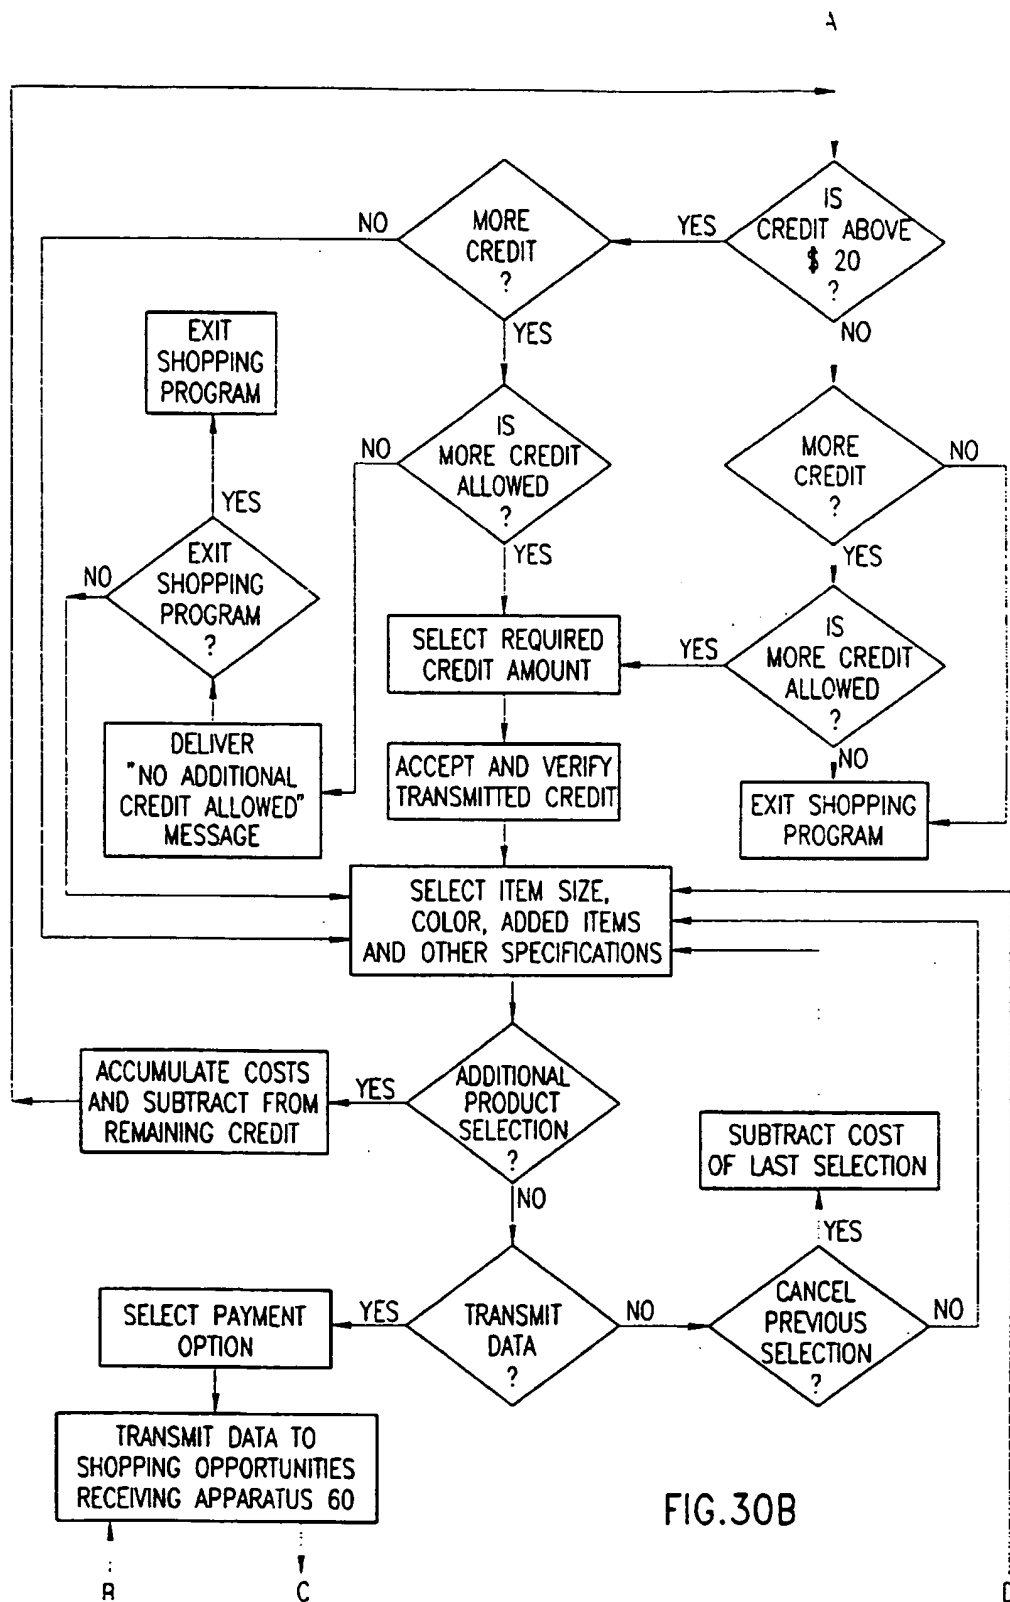 A
IS
CREDIT ABOVE
$ 20
?
YES
NO
MORE
CREDIT
?
NO
YES
EXIT
SHOPPING
PROGRAM
IS
MORE CREDIT
ALLOWED
?
NO
YES
MORE
CREDIT
?
NO
YES
YES
EXIT
SHOPPING
PROGRAM
?
NO
SELECT REQUIRED
CREDIT AMOUNT
YES
IS
MORE CREDIT
ALLOWED
?
NO
DELIVER
"NO ADDITIONAL
CREDIT ALLOWED"
MESSAGE
ACCEPT AND VERIFY
TRANSMITTED CREDIT
EXIT SHOPPING
PROGRAM
SELECT ITEM SIZE,
COLOR, ADDED ITEMS
AND OTHER SPECIFICATIONS
ACCUMULATE COSTS
AND SUBTRACT FROM
REMAINING CREDIT
YES
ADDITIONAL
PRODUCT
SELECTION
?
NO
SUBTRACT COST
OF LAST SELECTION
YES
SELECT PAYMENT
OPTION
YES
TRANSMIT
DATA
?
NO
CANCEL
PREVIOUS
SELECTION
?
NO
TRANSMIT DATA TO
SHOPPING OPPORTUNITIES
RECEIVING APPARATUS 60
FIG.30B
B
C
D